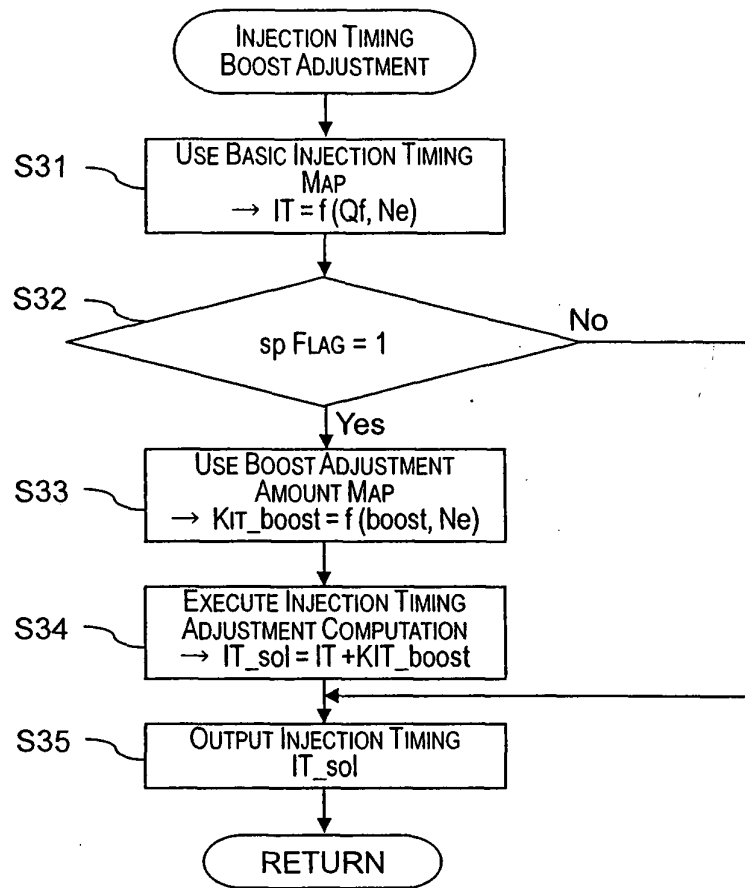 INJECTION TIMING
BOOST ADJUSTMENT
S31
USE BASIC INJECTION TIMING
MAP
→ IT = f (Qf, Ne)
S32
sp FLAG = 1
No
Yes
S33
USE BOOST ADJUSTMENT
AMOUNT MAP
→ KIT_boost = f (boost, Ne)
S34
EXECUTE INJECTION TIMING
ADJUSTMENT COMPUTATION
→ IT_sol = IT +KIT_boost
S35
OUTPUT INJECTION TIMING
IT_sol
RETURN